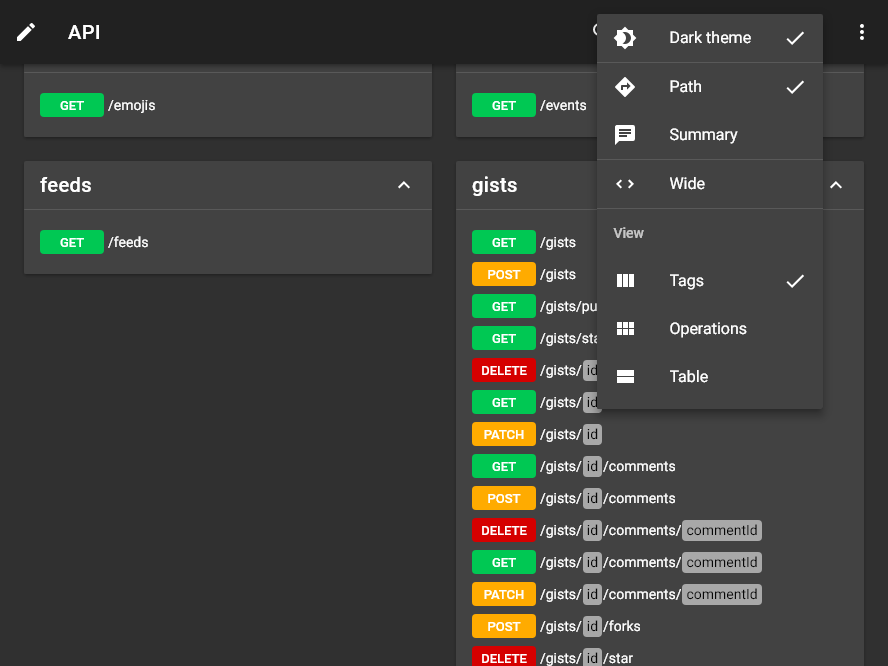 API
GET /emojis
GET /events
feeds
GET /feeds
gists
GET /gists
POST /gists
GET /gists/pu
GET /gists/sta
DELETE /gists/ id
GET /gists/ id
PATCH /gists/ id
GET /gists/ id /comments
POST /gists/ id /comments
DELETE /gists/ id /comments/ commentId
GET /gists/ id /comments/ commentId
PATCH /gists/ id /comments/ commentId
POST /gists/ id /forks
DELETE /gists/ id /star
Dark theme
Path
Summary
Wide
View
Tags
Operations
Table